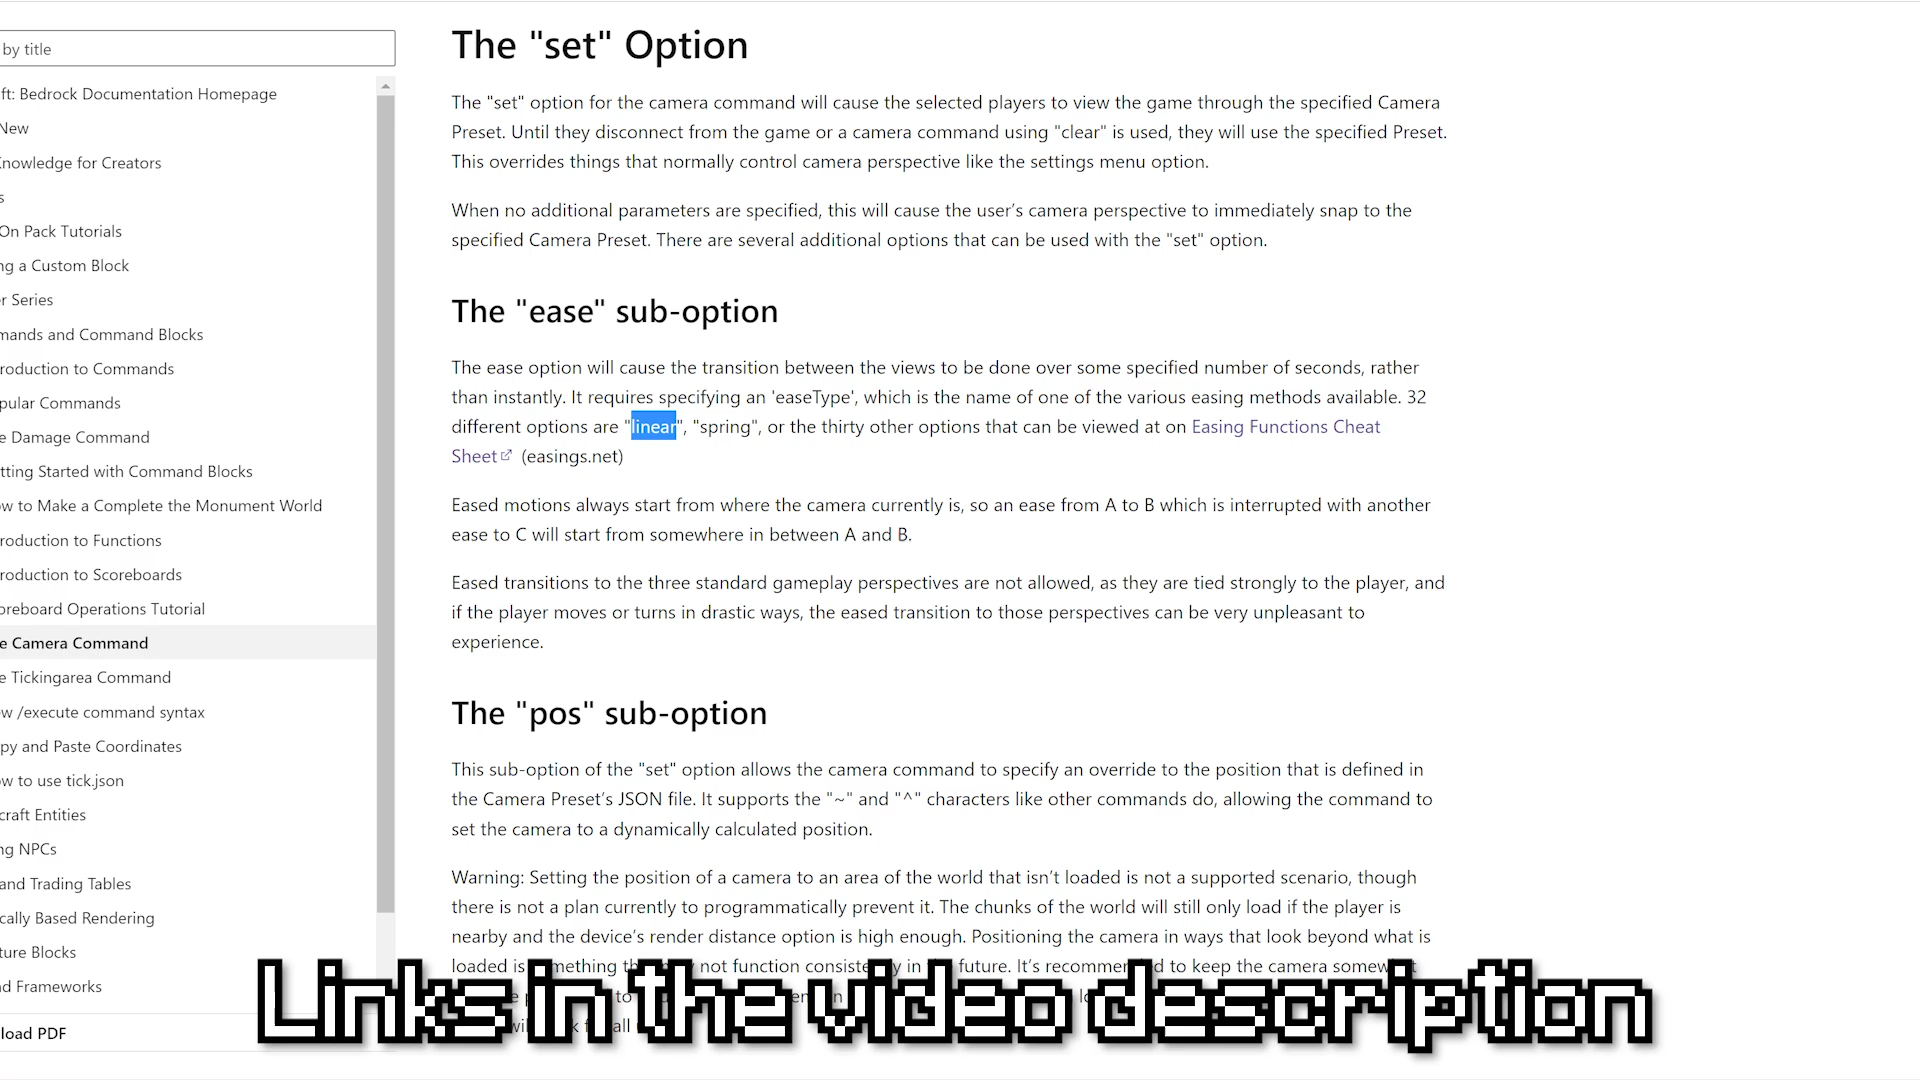 by title
ft: Bedrock Documentation Homepage
New
Knowledge for Creators
s
On Pack Tutorials
ng a Custom Block
r Series
mands and Command Blocks
roduction to Commands
pular Commands
e Damage Command
tting Started with Command Blocks
ow to Make a Complete the Monument World
roduction to Functions
roduction to Scoreboards
oreboard Operations Tutorial
e Camera Command
e Tickingarea Command
ew /execute command syntax
py and Paste Coordinates
ow to use tick.json
craft Entities
ng NPCs
and Trading Tables
cally Based Rendering
ture Blocks
nd Frameworks
load PDF
The "set" Option
The "set" option for the camera command will cause the selected players to view the game through the specified Camera
Preset. Until they disconnect from the game or a camera command using "clear" is used, they will use the specified Preset.
This overrides things that normally control camera perspective like the settings menu option.
When no additional parameters are specified, this will cause the user’s camera perspective to immediately snap to the
specified Camera Preset. There are several additional options that can be used with the "set" option.
The "ease" sub-option
The ease option will cause the transition between the views to be done over some specified number of seconds, rather
than instantly. It requires specifying an 'easeType', which is the name of one of the various easing methods available. 32
different options are "linear", "spring", or the thirty other options that can be viewed at on Easing Functions Cheat
Sheet (easings.net)
Eased motions always start from where the camera currently is, so an ease from A to B which is interrupted with another
ease to C will start from somewhere in between A and B.
Eased transitions to the three standard gameplay perspectives are not allowed, as they are tied strongly to the player, and
if the player moves or turns in drastic ways, the eased transition to those perspectives can be very unpleasant to
experience.
The "pos" sub-option
This sub-option of the "set" option allows the camera command to specify an override to the position that is defined in
the Camera Preset’s JSON file. It supports the "~" and "^" characters like other commands do, allowing the command to
set the camera to a dynamically calculated position.
Warning: Setting the position of a camera to an area of the world that isn’t loaded is not a supported scenario, though
there is not a plan currently to programmatically prevent it. The chunks of the world will still only load if the player is
nearby and the device’s render distance option is high enough. Positioning the camera in ways that look beyond what is
loaded is something not function in future. It’s recommended to keep the camera
Links in the video description